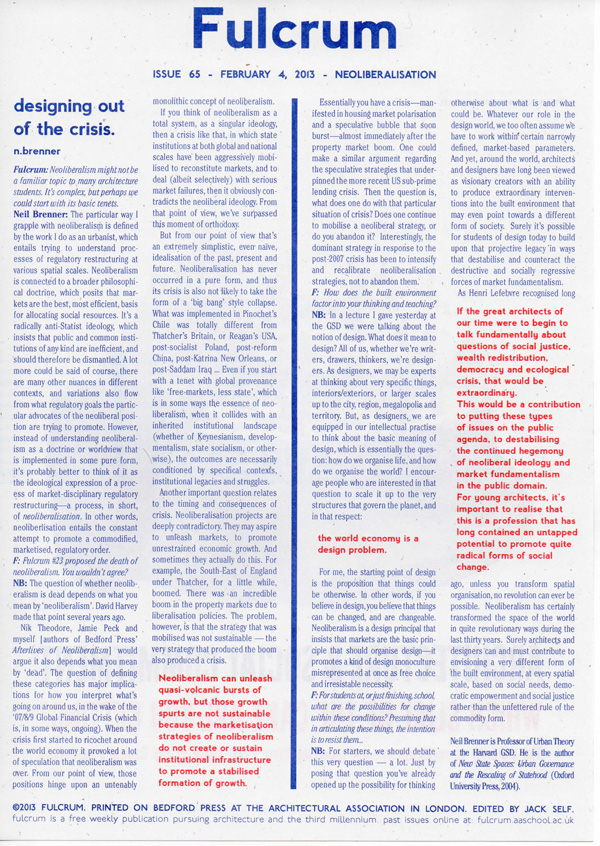 Fulcrum
ISSUE 65 - FEBRUARY 4, 2013 - NEOLIBERALISATION
designing out
of the crisis.
n.brenner
Fulcrum: Neoliberalism might not be
a familiar topic to many architecture
students. It's complex, but perhaps we
could start with its basic tenets.
Neil Brenner: The particular way I
grapple with neoliberalism is defined
by the work I do as an urbanist, which
entails trying to understand proc-
esses of regulatory restructuring at
various spatial scales. Neoliberalism
is connected to a broader philosophi-
cal doctrine, which posits that mar-
kets are the best, most efficient, basis
for allocating social resources. It's a
radically anti-Statist ideology, which
insists that public and common insti-
tutions of any kind are inefficient, and
should therefore be dismantled. A lot
more could be said of course, there
are many other nuances in different
contexts, and variations also flow
from what regulatory goals the partic-
ular advocates of the neoliberal posi-
tion are trying to promote. However,
instead of understanding neoliberal-
ism as a doctrine or worldview that
is implemented in some pure form,
it's probably better to think of it as
the ideological expression of a proc-
ess of market-disciplinary regulatory
restructuring—a process, in short,
of neoliberalisation. In other words,
neoliberlisation entails the constant
attempt to promote a commodified,
marketised, regulatory order.
F: Fulcrum #23 proposed the death of
neoliberalism. You wouldn't agree?
NB: The question of whether neolib-
eralism is dead depends on what you
mean by 'neoliberalism'. David Harvey
made that point several years ago.
Nik Theodore, Jamie Peck and
myself [authors of Bedford Press'
Afterlives of Neoliberalism] would
argue it also depends what you mean
by 'dead'. The question of defining
these categories has major implica-
tions for how you interpret what's
going on around us, in the wake of the
'07/8/9 Global Financial Crisis (which
is, in some ways, ongoing). When the
crisis first started to ricochet around
the world economy it provoked a lot
of speculation that neoliberalism was
over. From our point of view, those
positions hinge upon an untenably
monolithic concept of neoliberalism.
If you think of neoliberalism as a
total system, as a singular ideology,
then a crisis like that, in which state
institutions at both global and national
scales have been aggressively mobi-
lised to reconstitute markets, and to
deal (albeit selectively) with serious
market failures, then it obviously con-
tradicts the neoliberal ideology. From
that point of view, we've surpassed
this moment of orthodoxy.
But from our point of view that's
an extremely simplistic, even naïve,
idealisation of the past, present and
future. Neoliberalisation has never
occurred in a pure form, and thus
its crisis is also not likely to take the
form of a 'big bang' style collapse.
What was implemented in Pinochet's
Chile was totally different from
Thatcher's Britain, or Reagan's USA,
post-socialist Poland, post-reform
China, post-Katrina New Orleans, or
post-Saddam Iraq ... Even if you start
with a tenet with global provenance
like 'free-markets, less state', which
is in some ways the essence of neo-
liberalism, when it collides with an
inherited institutional landscape
(whether of Keynesianism, develop-
mentalism, state socialism, or other-
wise), the outcomes are necessarily
conditioned by specifical contexts,
institutional legacies and struggles.
Another important question relates
to the timing and consequences of
crisis. Neoliberalisation projects are
deeply contradictory. They may aspire
to unleash markets, to promote
unrestrained economic growth. And
sometimes they actually do this. For
example, the South-East of England
under Thatcher, for a little while,
boomed. There was an incredible
boom in the property markets due to
liberalisation policies. The problem,
however, is that the strategy that was
mobilised was not sustainable — the
very strategy that produced the boom
also produced a crisis.
Neoliberalism can unleash
quasi-volcanic bursts of
growth, but those growth
spurts are not sustainable
because the marketisation
strategies of neoliberalism
do not create or sustain
institutional infrastructure
to promote a stabilised
formation of growth.
Essentially you have a crisis—man-
ifested in housing market polarisation
and a speculative bubble that soon
burst—almost immediately after the
property market boom. One could
make a similar argument regarding
the speculative strategies that under-
pinned the more recent US sub-prime
lending crisis. Then the question is,
what does one do with that particular
situation of crisis? Does one continue
to mobilise a neoliberal strategy, or
do you abandon it? Interestingly, the
dominant strategy in response to the
post-2007 crisis has been to intensify
and recalibrate neoliberalisation
strategies, not to abandon them.
F: How does the built environment
factor into your thinking and teaching?
NB: In a lecture I gave yesterday at
the GSD we were talking about the
notion of design. What does it mean to
design? All of us, whether we're writ-
ers, drawers, thinkers, we're design-
ers. As designers, we may be experts
at thinking about very specific things,
interiors/exteriors, or larger scales
up to the city, region, megalopolia and
territory. But, as designers, we are
equipped in our intellectual practise
to think about the basic meaning of
design, which is essentially the ques-
tion: how do we organise life, and how
do we organise the world? I encour-
age people who are interested in that
question to scale it up to the very
structures that govern the planet, and
in that respect:
the world economy is a
design problem.
For me, the starting point of design
is the proposition that things could
be otherwise. In other words, if you
believe in design, you believe that things
can be changed, and are changeable.
Neoliberalism is a design principal that
insists that markets are the basic prin-
ciple that should organise design—it
promotes a kind of design monoculture
misrepresented at once as free choice
and irresistable necessity.
F: For students at, or just finishing, school,
what are the possibilities for change
within these conditions? Presuming that
in articulating these things, the intention
is to resist them...
NB: For starters, we should debate
this very question — a lot. Just by
posing that question you've already
opened up the possibility for thinking
otherwise about what is and what
could be. Whatever our role in the
design world, we too often assume we
have to work within certain narrowly
defined, market-based parameters.
And yet, around the world, architects
and designers have long been viewed
as visionary creators with an ability
to produce extraordinary interven-
tions into the built environment that
may even point towards a different
form of society. Surely it's possible
for students of design today to build
upon that projective legacy in ways
that destabilise and counteract the
destructive and socially regressive
forces of market fundamentalism.
As Henri Lefebvre recognised long
If the great architects of
our time were to begin to
talk fundamentally about
questions of social justice,
wealth redistribution,
democracy and ecological
crisis, that would be
extraordinary.
This would be a contribution
to putting these types
of issues on the public
agenda, to destabilising
the continued hegemony
of neoliberal ideology and
market fundamentalism
in the public domain.
For young architects, it's
important to realise that
this is a profession that has
long contained an untapped
potential to promote quite
radical forms of social
change.
ago, unless you transform spatial
organisation, no revolution can ever be
possible. Neoliberalism has certainly
transformed the space of the world
in quite revolutionary ways during the
last thirty years. Surely architects and
designers can and must contribute to
envisioning a very different form of
the built environment, at every spatial
scale, based on social needs, demo-
cratic empowerment and social justice
rather than the unfettered rule of the
commodity form.
Neil Brenner is Professor of Urban Theory
at the Harvard GSD. He is the author
of New State Spaces: Urban Governance
and the Rescaling of Statehood (Oxford
University Press, 2004).
©2013 FULCRUM. PRINTED ON BEDFORD PRESS AT THE ARCHITECTURAL ASSOCIATION IN LONDON. EDITED BY JACK SELF.
fulcrum is a free weekly publication pursuing architecture and the third millennium. past issues online at: fulcrum.aaschool.ac.uk